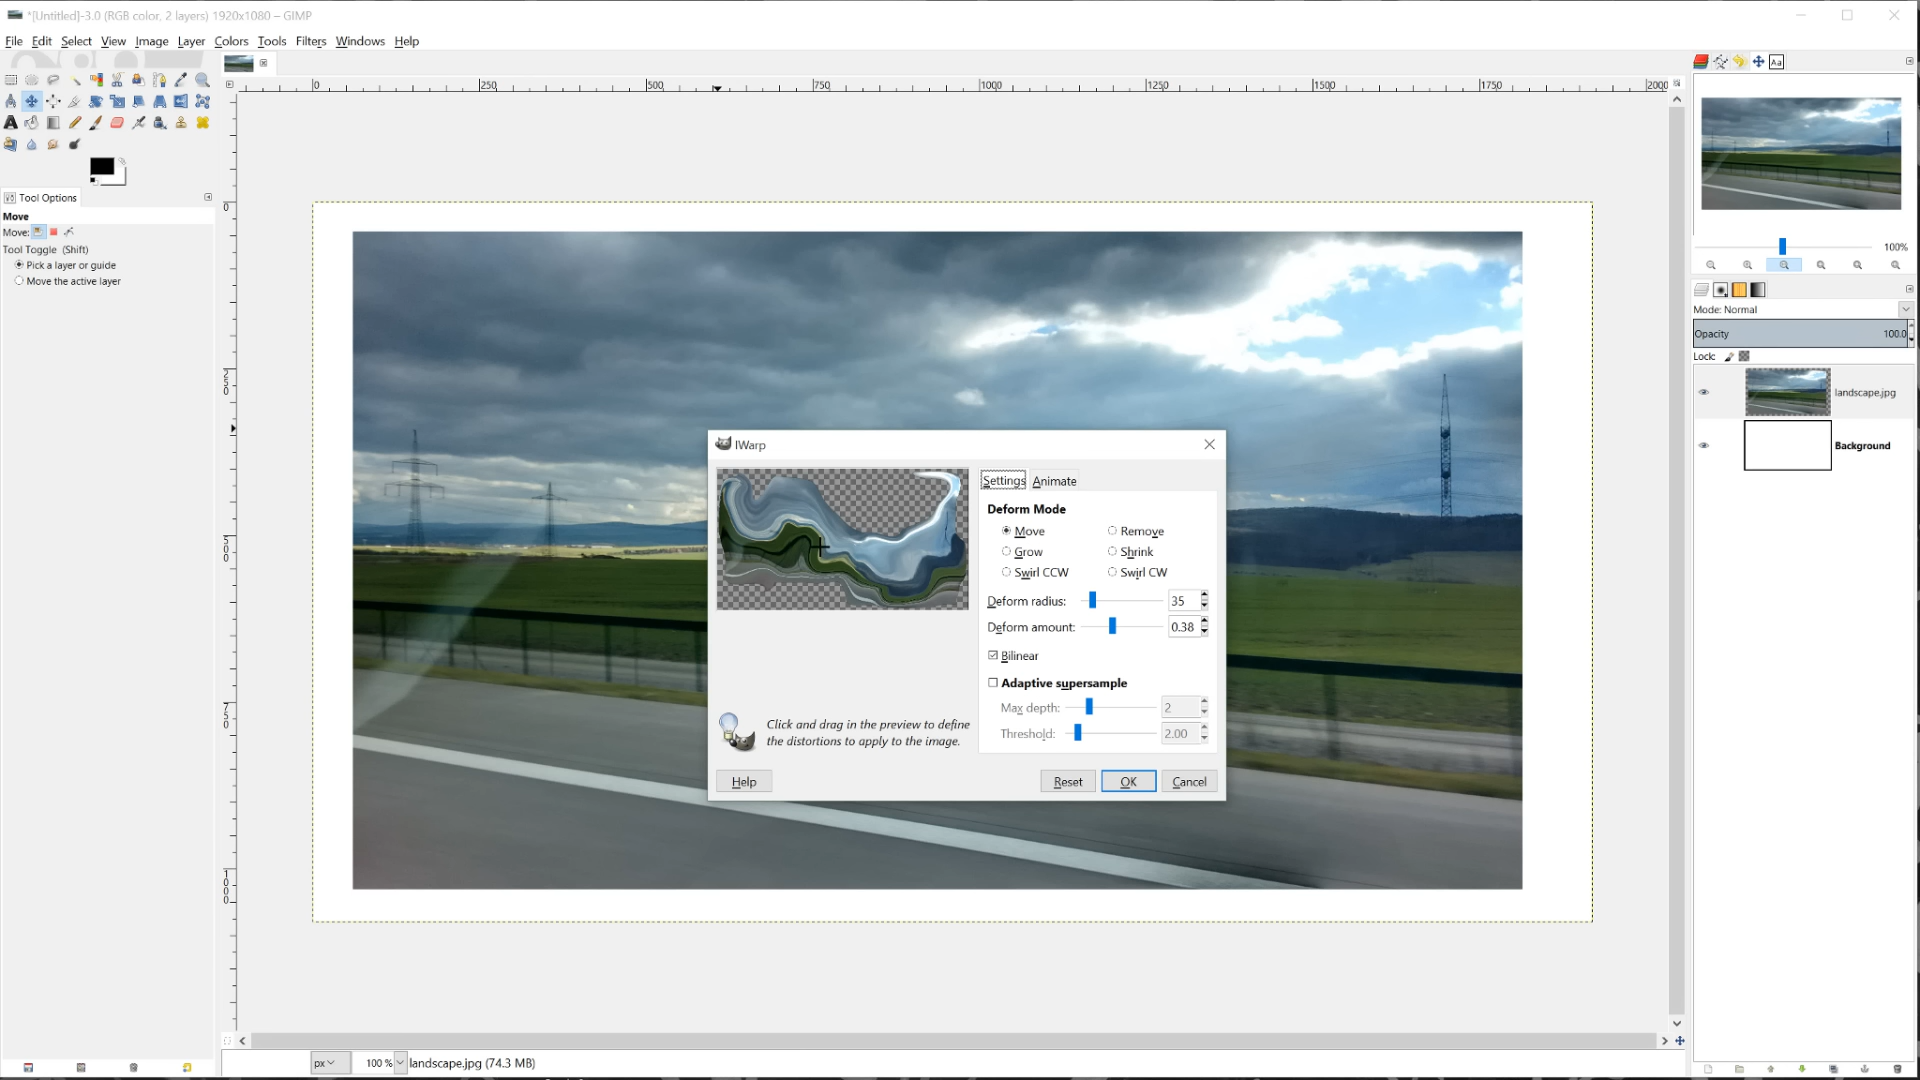 *[Untitled]-3.0 (RGB color, 2 layers) 1920x1080 – GIMP
File Edit Select View Image Layer Colors Tools Filters Windows Help
0 250 500 750 1000 1250 1500 1750 2000
Tool Options
Move
Move:
Tool Toggle (Shift)
Pick a layer or guide
Move the active layer
0
250
500
750
1000
100%
Mode: Normal
Opacity 100.0
Lock:
landscape.jpg
Background
IWarp
Settings Animate
Deform Mode
Move Remove
Grow Shrink
Swirl CCW Swirl CW
Deform radius: 35
Deform amount: 0.38
Bilinear
Adaptive supersample
Max depth: 2
Threshold: 2.00
Click and drag in the preview to define
the distortions to apply to the image.
Help Reset OK Cancel
px 100 % landscape.jpg (74.3 MB)